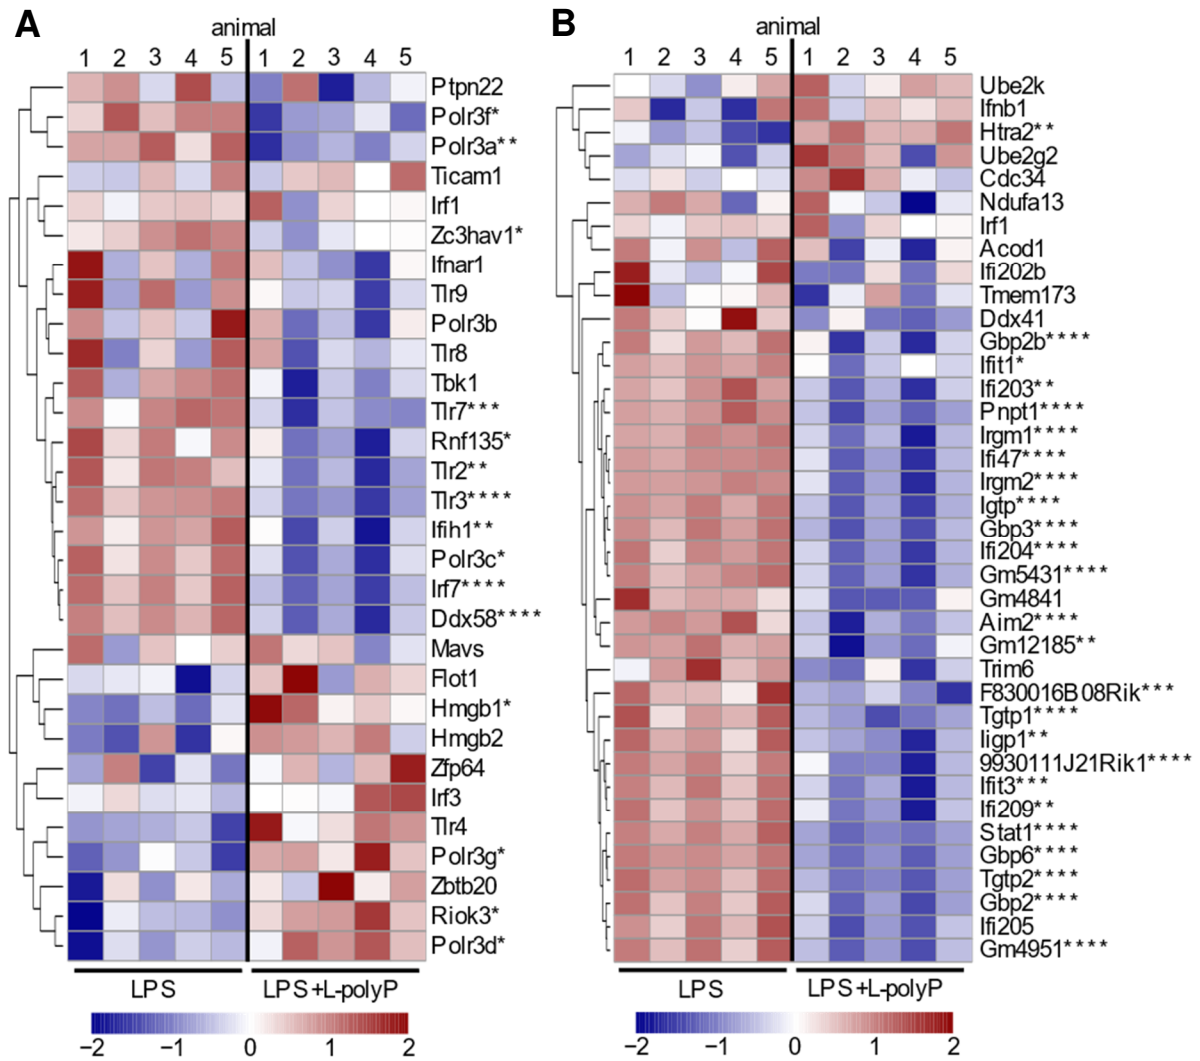 A
animal
1 2 3 4 5 1 2 3 4 5
Ptpn22
Polr3f*
Polr3a**
Ticam1
Irf1
Zc3hav1*
Ifnar1
Tlr9
Polr3b
Tlr8
Tbk1
Tlr7***
Rnf135*
Tlr2**
Tlr3****
Ifih1**
Polr3c*
Irf7****
Ddx58****
Mavs
Flot1
Hmgb1*
Hmgb2
Zfp64
Irf3
Tlr4
Polr3g*
Zbtb20
Riok3*
Polr3d*
LPS LPS+L-polyP
−2 −1 0 1 2
B
animal
1 2 3 4 5 1 2 3 4 5
Ube2k
Ifnb1
Htra2**
Ube2g2
Cdc34
Ndufa13
Irf1
Acod1
Ifi202b
Tmem173
Ddx41
Gbp2b****
Ifit1*
Ifi203**
Pnpt1****
Irgm1****
Ifi47****
Irgm2****
Igtp****
Gbp3****
Ifi204****
Gm5431****
Gm4841
Aim2****
Gm12185**
Trim6
F830016B08Rik***
Tgtp1****
Iigp1**
9930111J21Rik1****
Ifit3***
Ifi209**
Stat1****
Gbp6****
Tgtp2****
Gbp2****
Ifi205
Gm4951****
LPS LPS+L-polyP
−2 −1 0 1 2